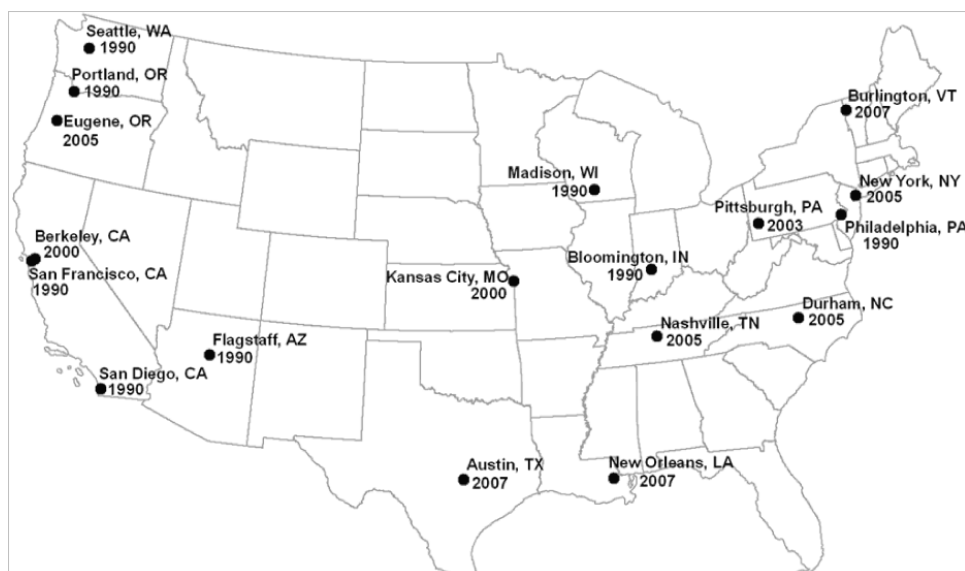 Seattle, WA
1990
Portland, OR
1990
Eugene, OR
2005
Burlington, VT
2007
Madison, WI
1990
New York, NY
2005
Pittsburgh, PA
2003
Philadelphia, PA
1990
Berkeley, CA
2000
San Francisco, CA
1990
Bloomington, IN
1990
Kansas City, MO
2000
Durham, NC
2005
Nashville, TN
2005
Flagstaff, AZ
1990
San Diego, CA
1990
Austin, TX
2007
New Orleans, LA
2007